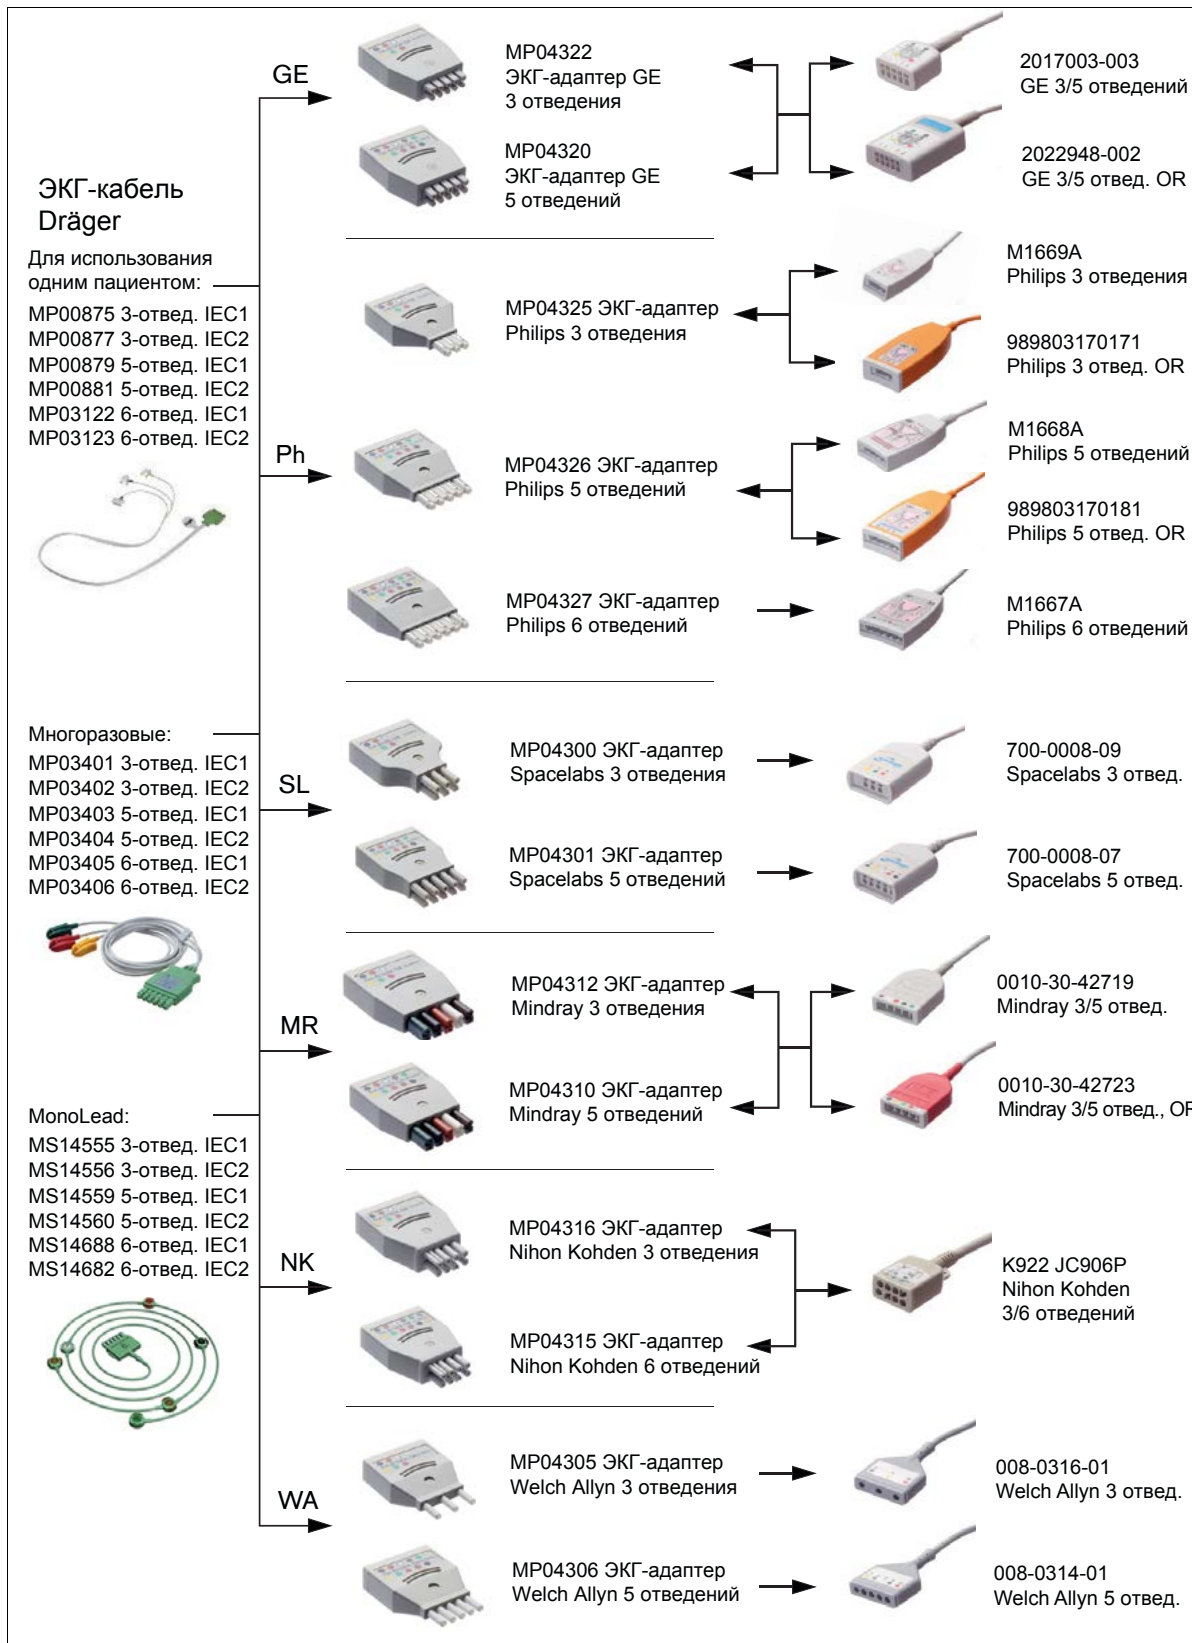 ЭКГ-кабель
Dräger
Для использования
одним пациентом:
MP00875 3-отвед. IEC1
MP00877 3-отвед. IEC2
MP00879 5-отвед. IEC1
MP00881 5-отвед. IEC2
MP03122 6-отвед. IEC1
MP03123 6-отвед. IEC2
Многоразовые:
MP03401 3-отвед. IEC1
MP03402 3-отвед. IEC2
MP03403 5-отвед. IEC1
MP03404 5-отвед. IEC2
MP03405 6-отвед. IEC1
MP03406 6-отвед. IEC2
MonoLead:
MS14555 3-отвед. IEC1
MS14556 3-отвед. IEC2
MS14559 5-отвед. IEC1
MS14560 5-отвед. IEC2
MS14688 6-отвед. IEC1
MS14682 6-отвед. IEC2
GE
MP04322
ЭКГ-адаптер GE
3 отведения
2017003-003
GE 3/5 отведений
MP04320
ЭКГ-адаптер GE
5 отведений
2022948-002
GE 3/5 отвед. OR
Ph
MP04325 ЭКГ-адаптер
Philips 3 отведения
M1669A
Philips 3 отведения
989803170171
Philips 3 отвед. OR
MP04326 ЭКГ-адаптер
Philips 5 отведений
M1668A
Philips 5 отведений
989803170181
Philips 5 отвед. OR
MP04327 ЭКГ-адаптер
Philips 6 отведений
M1667A
Philips 6 отведений
SL
MP04300 ЭКГ-адаптер
Spacelabs 3 отведения
700-0008-09
Spacelabs 3 отвед.
MP04301 ЭКГ-адаптер
Spacelabs 5 отведений
700-0008-07
Spacelabs 5 отвед.
MR
MP04312 ЭКГ-адаптер
Mindray 3 отведения
0010-30-42719
Mindray 3/5 отвед.
MP04310 ЭКГ-адаптер
Mindray 5 отведений
0010-30-42723
Mindray 3/5 отвед., OR
NK
MP04316 ЭКГ-адаптер
Nihon Kohden 3 отведения
MP04315 ЭКГ-адаптер
Nihon Kohden 6 отведений
K922 JC906P
Nihon Kohden
3/6 отведений
WA
MP04305 ЭКГ-адаптер
Welch Allyn 3 отведения
008-0316-01
Welch Allyn 3 отвед.
MP04306 ЭКГ-адаптер
Welch Allyn 5 отведений
008-0314-01
Welch Allyn 5 отвед.